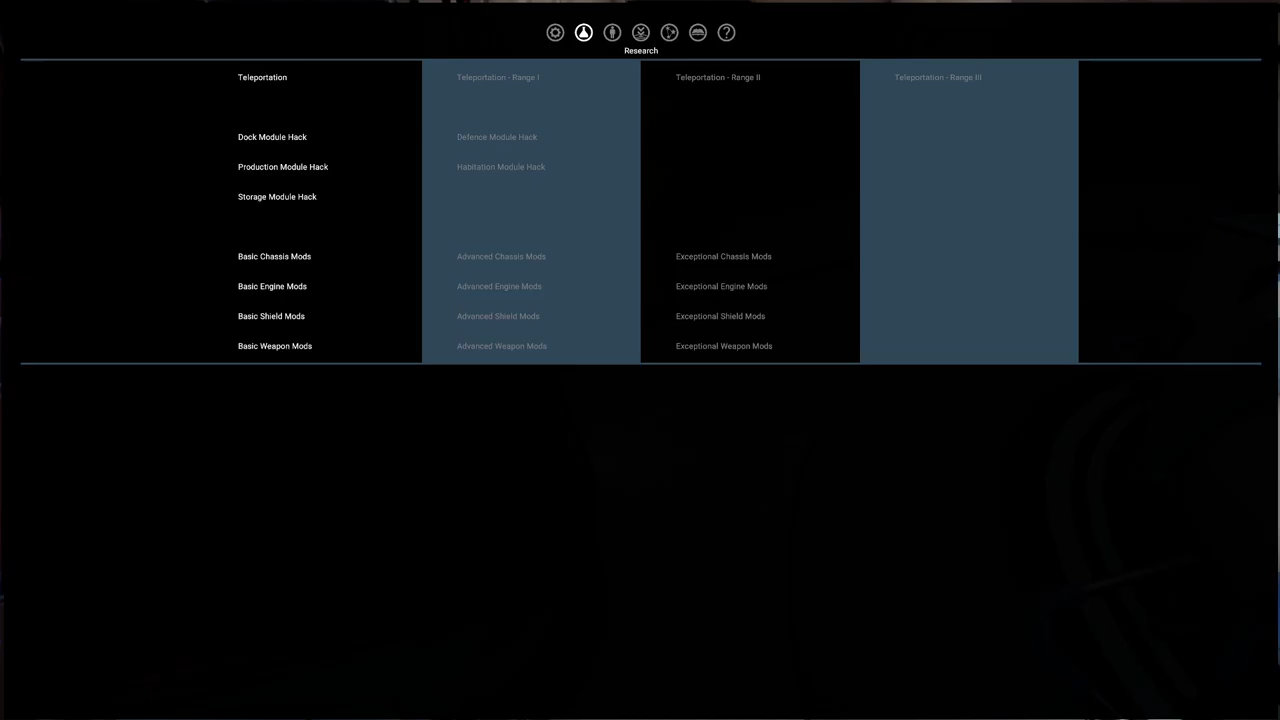 Research
Teleportation Teleportation - Range I Teleportation - Range II Teleportation - Range III
Dock Module Hack Defence Module Hack
Production Module Hack Habitation Module Hack
Storage Module Hack
Basic Chassis Mods Advanced Chassis Mods Exceptional Chassis Mods
Basic Engine Mods Advanced Engine Mods Exceptional Engine Mods
Basic Shield Mods Advanced Shield Mods Exceptional Shield Mods
Basic Weapon Mods Advanced Weapon Mods Exceptional Weapon Mods